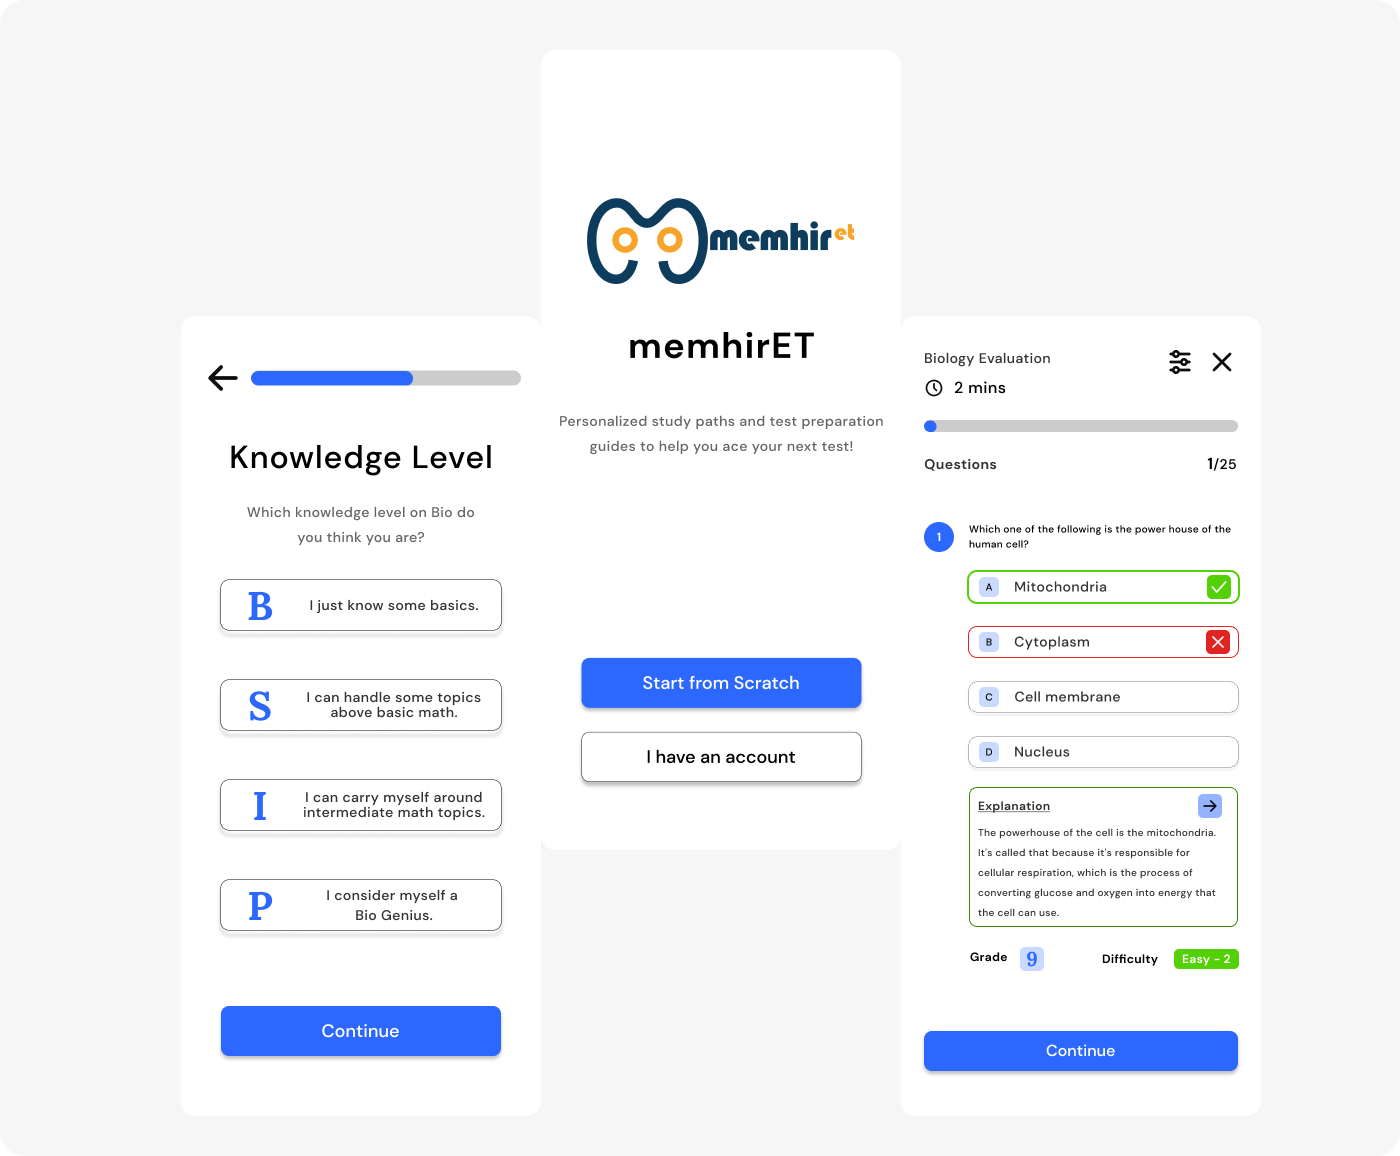 Knowledge Level
Which knowledge level on Bio do
you think you are?
B
I just know some basics.
S
I can handle some topics
above basic math.
I
I can carry myself around
intermediate math topics.
P
I consider myself a
Bio Genius.
Continue
memhir et
memhirET
Personalized study paths and test preparation
guides to help you ace your next test!
Start from Scratch
I have an account
Biology Evaluation
2 mins
Questions 1/25
1
Which one of the following is the power house of the
human cell?
A Mitochondria
B Cytoplasm
C Cell membrane
D Nucleus
Explanation
The powerhouse of the cell is the mitochondria.
It's called that because it's responsible for
cellular respiration, which is the process of
converting glucose and oxygen into energy that
the cell can use.
Grade 9 Difficulty Easy - 2
Continue